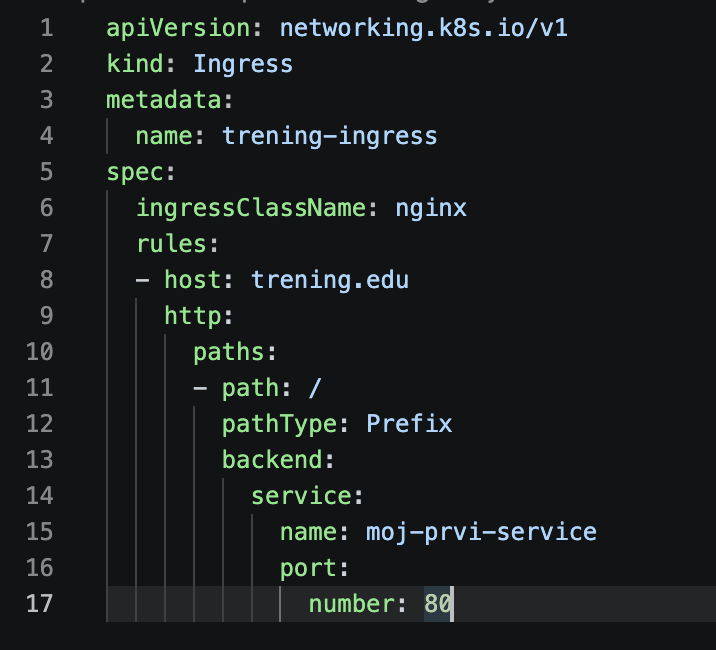 1 apiVersion: networking.k8s.io/v1
2 kind: Ingress
3 metadata:
4   name: trening-ingress
5 spec:
6   ingressClassName: nginx
7   rules:
8   - host: trening.edu
9     http:
10       paths:
11       - path: /
12         pathType: Prefix
13         backend:
14           service:
15             name: moj-prvi-service
16             port:
17               number: 80